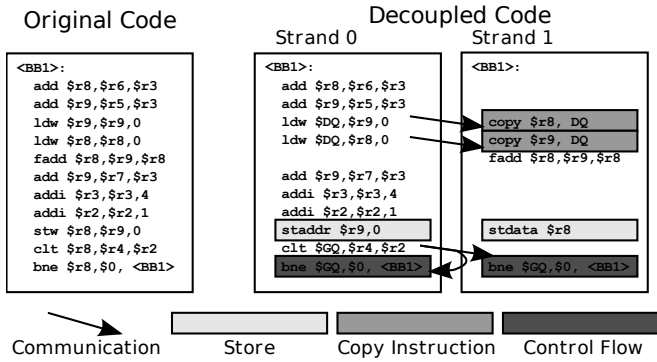 Original Code
Decoupled Code
Strand 0
Strand 1
<BB1>:
add $r8,$r6,$r3
add $r9,$r5,$r3
ldw $r9,$r9,0
ldw $r8,$r8,0
fadd $r8,$r9,$r8
add $r9,$r7,$r3
addi $r3,$r3,4
addi $r2,$r2,1
stw $r8,$r9,0
clt $r8,$r4,$r2
bne $r8,$0, <BB1>
<BB1>:
add $r8,$r6,$r3
add $r9,$r5,$r3
ldw $DQ,$r9,0
ldw $DQ,$r8,0
add $r9,$r7,$r3
addi $r3,$r3,4
addi $r2,$r2,1
staddr $r9,0
clt $GQ,$r4,$r2
bne $GQ,$0, <BB1>
<BB1>:
copy $r8, DQ
copy $r9, DQ
fadd $r8,$r9,$r8
stdata $r8
bne $GQ,$0, <BB1>
Communication
Store
Copy Instruction
Control Flow